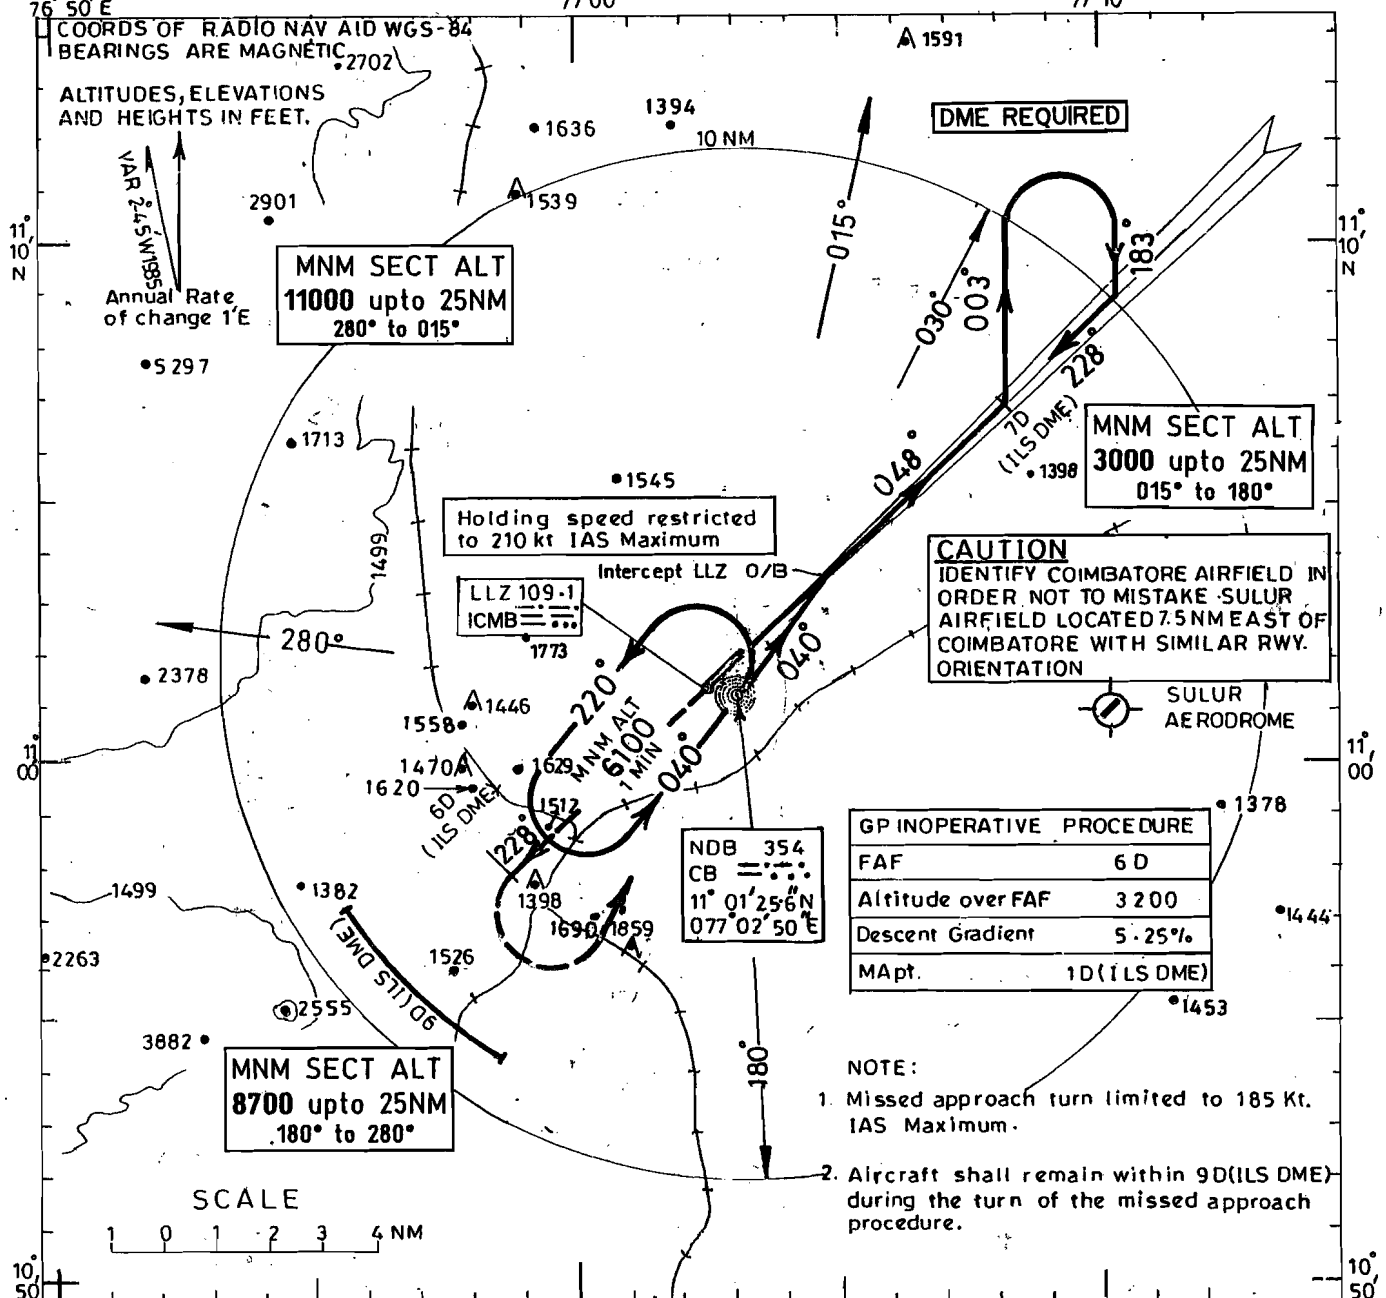 76° 50' E
77°00'
77°10'
COORDS OF RADIO NAV AID WGS-84
BEARINGS ARE MAGNETIC
2702
1591
ALTITUDES, ELEVATIONS
AND HEIGHTS IN FEET.
1394
DME REQUIRED
1636
10 NM
VAR 2°45'W1985
2901
1539
015°
183°
11°
10'
N
11°
10'
N
MNM SECT ALT
11000 upto 25NM
280° to 015°
Annual Rate
of change 1'E
030°
003°
S297
228°
7D
(ILS DME)
MNM SECT ALT
3000 upto 25NM
015° to 180°
1713
048°
1398
1545
Holding speed restricted
to 210 kt IAS Maximum
1499
Intercept LLZ O/B
CAUTION
IDENTIFY COIMBATORE AIRFIELD IN
ORDER NOT TO MISTAKE SULUR
AIRFIELD LOCATED 7.5 NM EAST OF
COIMBATORE WITH SIMILAR RWY.
ORIENTATION
LLZ 109.1
ICMB
1773
280°
040°
2378
220°
MNM ALT
6100
1 MIN
040°
1446
1558
SULUR
AERODROME
11°
00'
11°
00'
1470
1629
1620
6D
(ILS DME)
1512
228°
1378
NDB 354
CB
11° 01' 25.6"N
077° 02' 50"E
GP INOPERATIVE PROCEDURE
FAF 6 D
Altitude over FAF 3200
Descent Gradient 5.25%
MApt. 1D(ILS DME)
1382
1499
1398
1690
1859
1444
2263
1526
9D(ILS DME)
2555
1453
3882
MNM SECT ALT
8700 upto 25NM
180° to 280°
180°
NOTE:
1. Missed approach turn limited to 185 Kt.
IAS Maximum.
2. Aircraft shall remain within 9D(ILS DME)
during the turn of the missed approach
procedure.
SCALE
1 0 1 2 3 4 NM
10°
50'
10°
50'